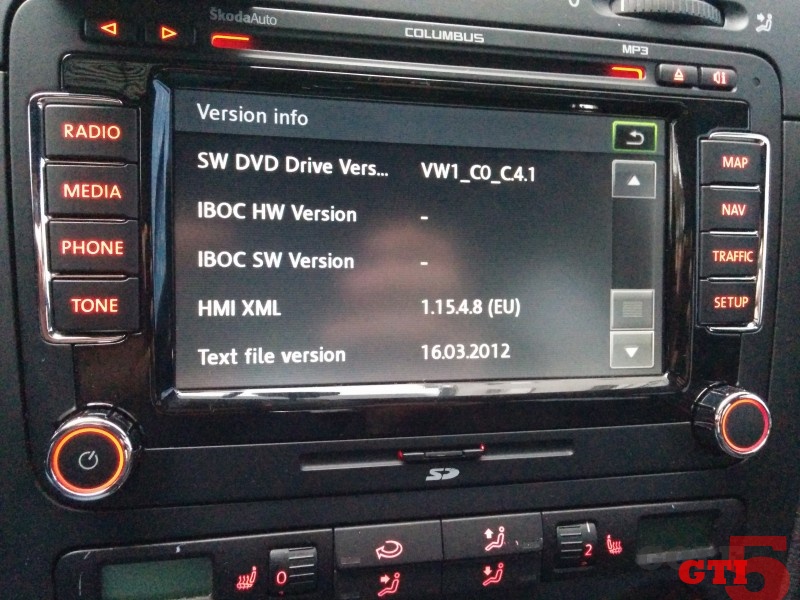 ŠkodaAuto
COLUMBUS
MP3
Version info
RADIO
MEDIA
PHONE
TONE
SW DVD Drive Vers... VW1_C0_C.4.1
IBOC HW Version -
IBOC SW Version -
HMI XML 1.15.4.8 (EU)
Text file version 16.03.2012
MAP
NAV
TRAFFIC
SETUP
SD
0
2
GTI5